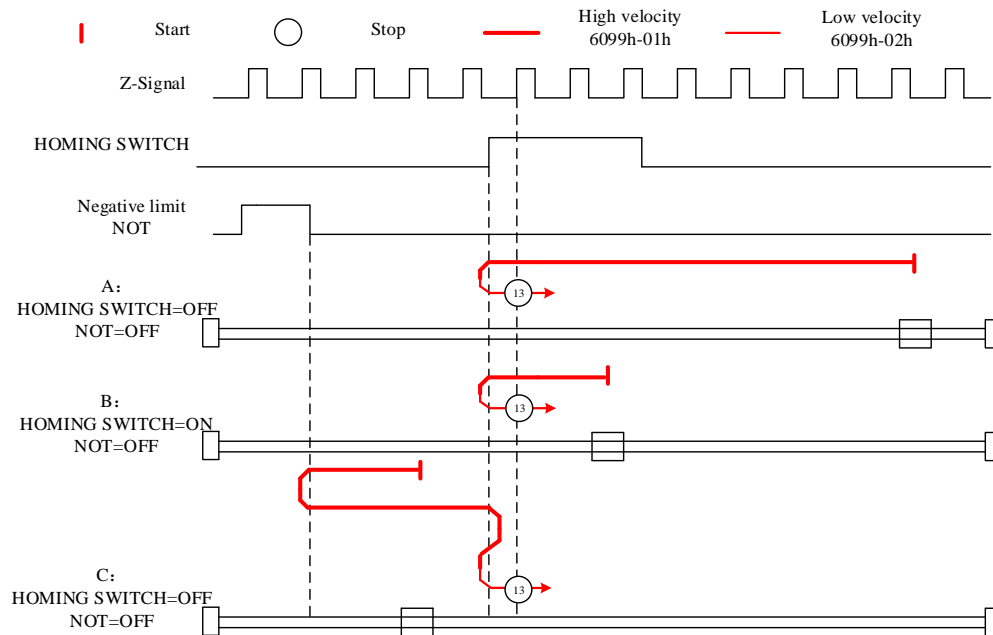 Start
Stop
High velocity
6099h-01h
Low velocity
6099h-02h
Z-Signal
HOMING SWITCH
Negative limit
NOT
A：
HOMING SWITCH=OFF
NOT=OFF
13
B：
HOMING SWITCH=ON
NOT=OFF
13
C：
HOMING SWITCH=OFF
NOT=OFF
13